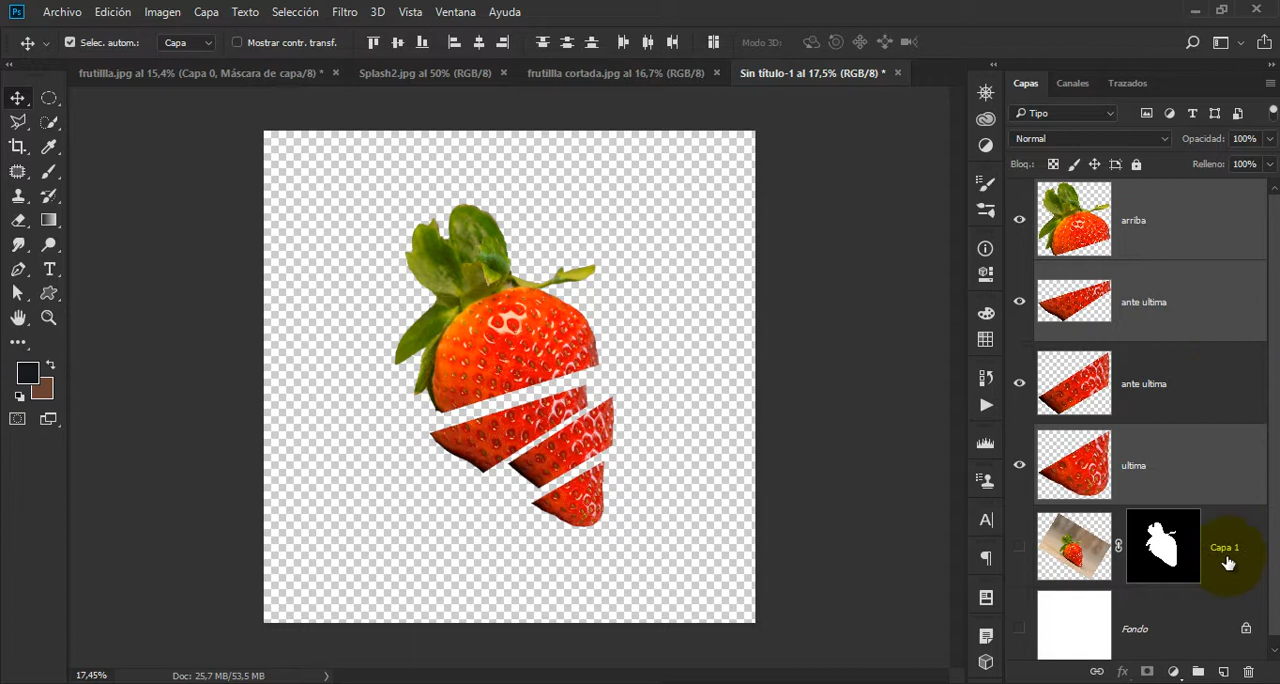 Ps Archivo Edición Imagen Capa Texto Selección Filtro 3D Vista Ventana Ayuda
Selec. autom.: Capa Mostrar contr. transf. Modo 3D:
frutillla.jpg al 15,4% (Capa 0, Máscara de capa/8) * Splash2.jpg al 50% (RGB/8) frutillla cortada.jpg al 16,7% (RGB/8) Sin título-1 al 17,5% (RGB/8) *
Capas Canales Trazados
Tipo
Normal Opacidad: 100%
Bloq.: Relleno: 100%
arriba
ante ultima
ante ultima
ultima
Capa 1
Fondo
17,45% Doc: 25,7 MB/53,5 MB